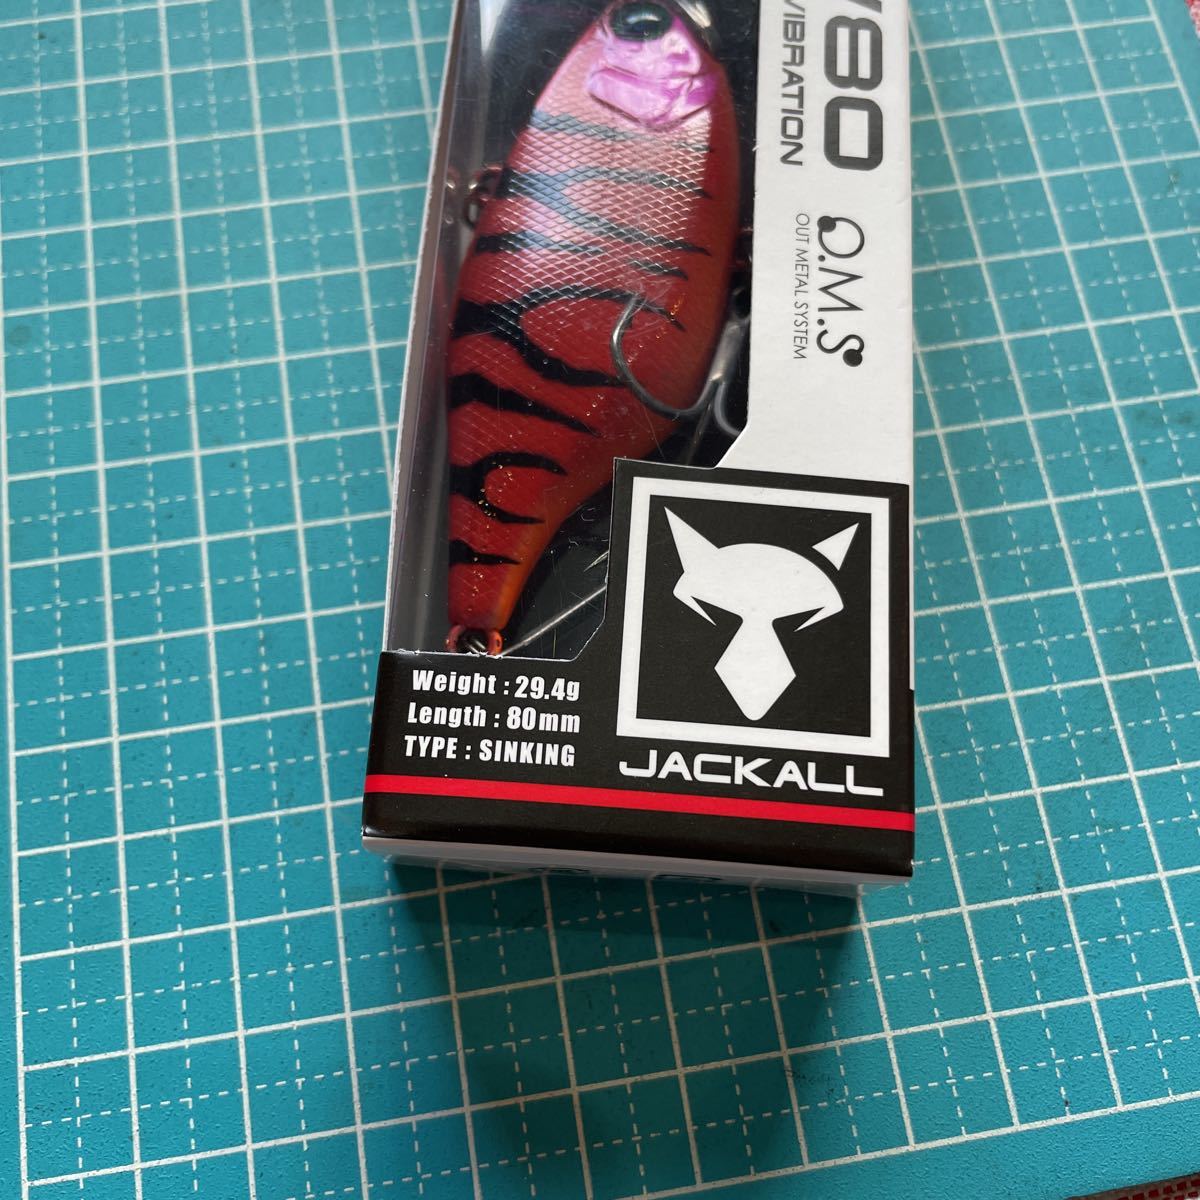 /80
VIBRATION
O.M.S
OUT METAL SYSTEM
Weight : 29.4g
Length : 80mm
TYPE : SINKING
JACKALL